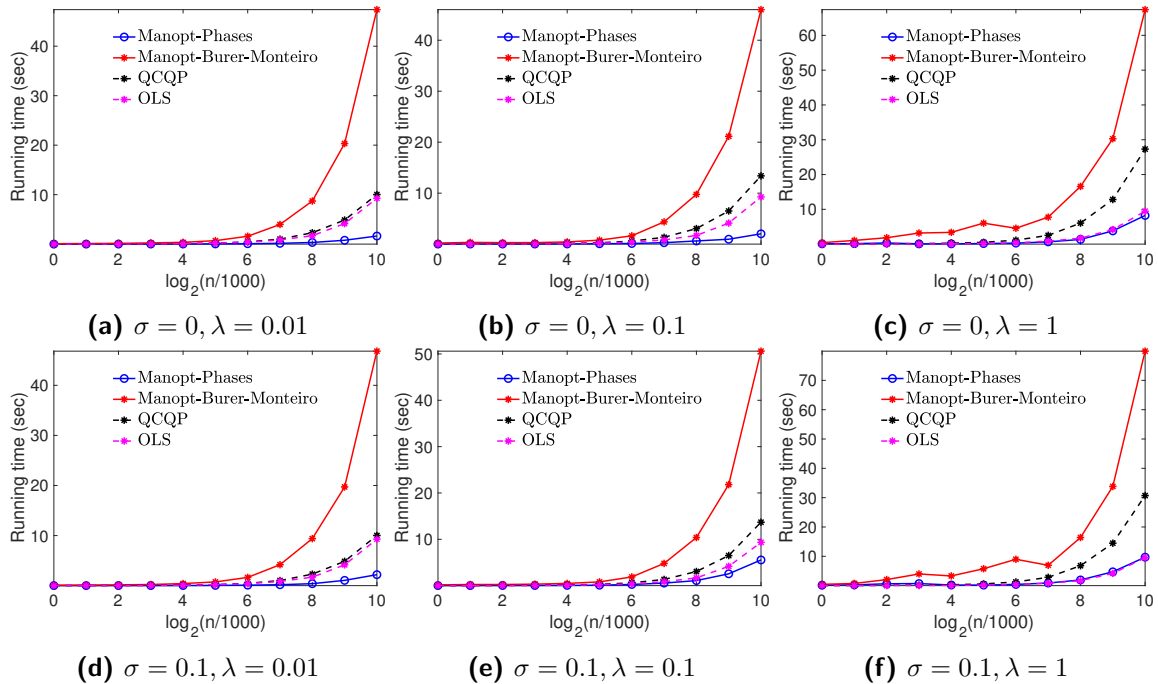 Running time (sec)
40
30
20
10
Manopt-Phases
Manopt-Burer-Monteiro
QCQP
OLS
0 2 4 6 8 10
log2(n/1000)
(a) σ = 0, λ = 0.01
Running time (sec)
40
30
20
10
Manopt-Phases
Manopt-Burer-Monteiro
QCQP
OLS
0 2 4 6 8 10
log2(n/1000)
(b) σ = 0, λ = 0.1
Running time (sec)
60
50
40
30
20
10
Manopt-Phases
Manopt-Burer-Monteiro
QCQP
OLS
0 2 4 6 8 10
log2(n/1000)
(c) σ = 0, λ = 1
Running time (sec)
40
30
20
10
Manopt-Phases
Manopt-Burer-Monteiro
QCQP
OLS
0 2 4 6 8 10
log2(n/1000)
(d) σ = 0.1, λ = 0.01
Running time (sec)
50
40
30
20
10
Manopt-Phases
Manopt-Burer-Monteiro
QCQP
OLS
0 2 4 6 8 10
log2(n/1000)
(e) σ = 0.1, λ = 0.1
Running time (sec)
70
60
50
40
30
20
10
Manopt-Phases
Manopt-Burer-Monteiro
QCQP
OLS
0 2 4 6 8 10
log2(n/1000)
(f) σ = 0.1, λ = 1